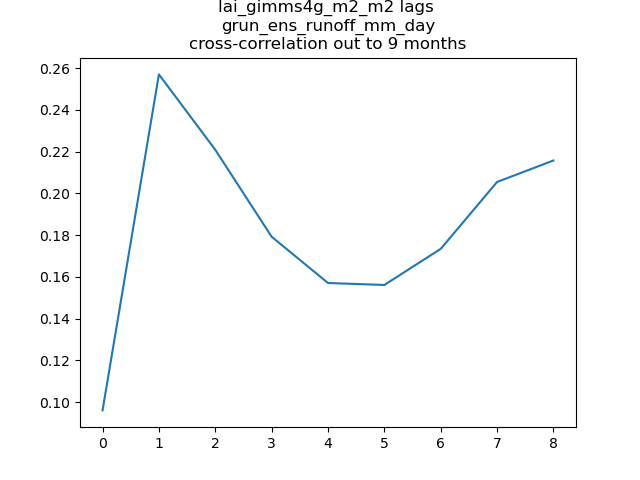 lai_gimms4g_m2_m2 lags
grun_ens_runoff_mm_day
cross-correlation out to 9 months
0.26
0.24
0.22
0.20
0.18
0.16
0.14
0.12
0.10
0 1 2 3 4 5 6 7 8